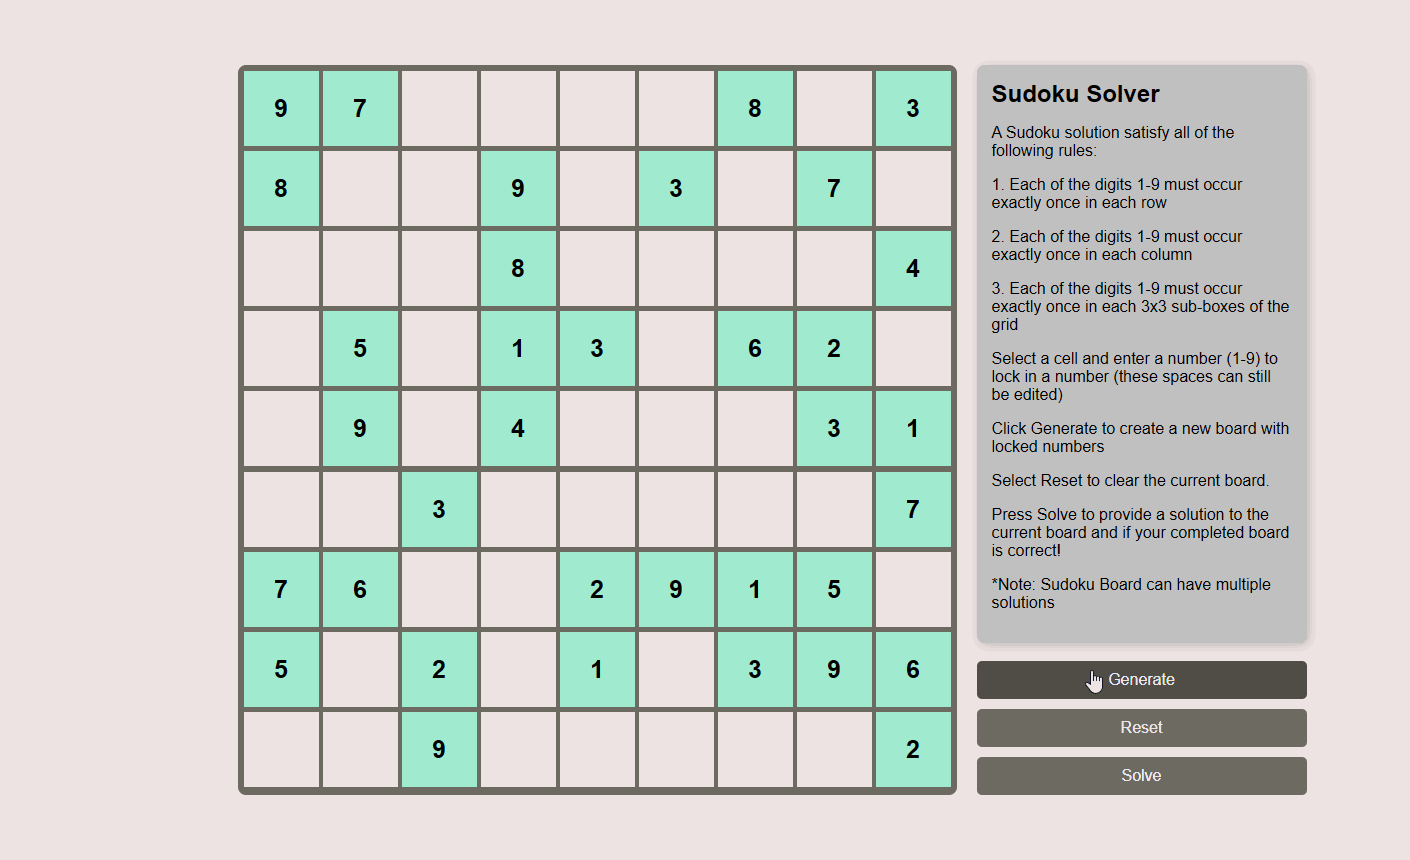 9 7 8 3
8 9 3 7
8 4
5 1 3 6 2
9 4 3 1
3 7
7 6 2 9 1 5
5 2 1 3 9 6
9 2
Sudoku Solver
A Sudoku solution satisfy all of the
following rules:
1. Each of the digits 1-9 must occur
exactly once in each row
2. Each of the digits 1-9 must occur
exactly once in each column
3. Each of the digits 1-9 must occur
exactly once in each 3x3 sub-boxes of the
grid
Select a cell and enter a number (1-9) to
lock in a number (these spaces can still
be edited)
Click Generate to create a new board with
locked numbers
Select Reset to clear the current board.
Press Solve to provide a solution to the
current board and if your completed board
is correct!
*Note: Sudoku Board can have multiple
solutions
Generate
Reset
Solve